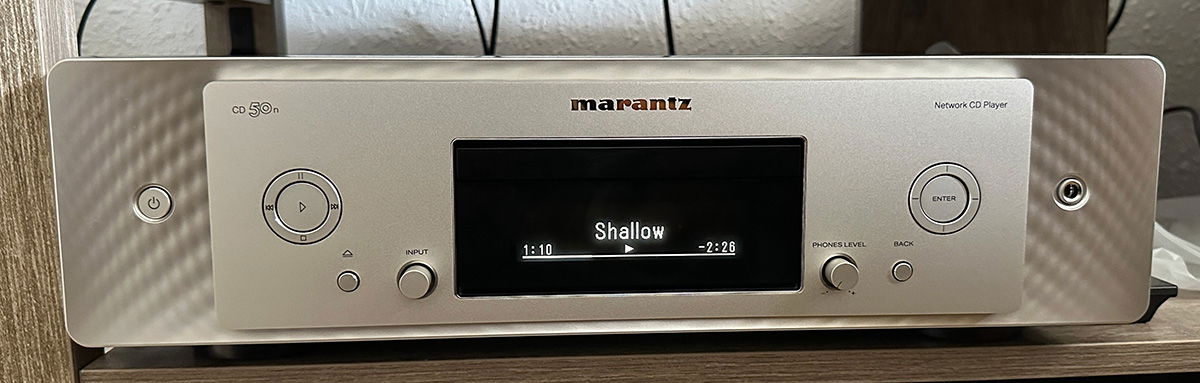 marantz
CD 50n
Network CD Player
ENTER
Shallow
1:10 -2:26
INPUT
PHONES LEVEL
BACK